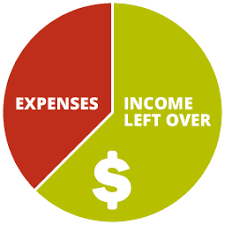 EXPENSES
INCOME
LEFT OVER
$